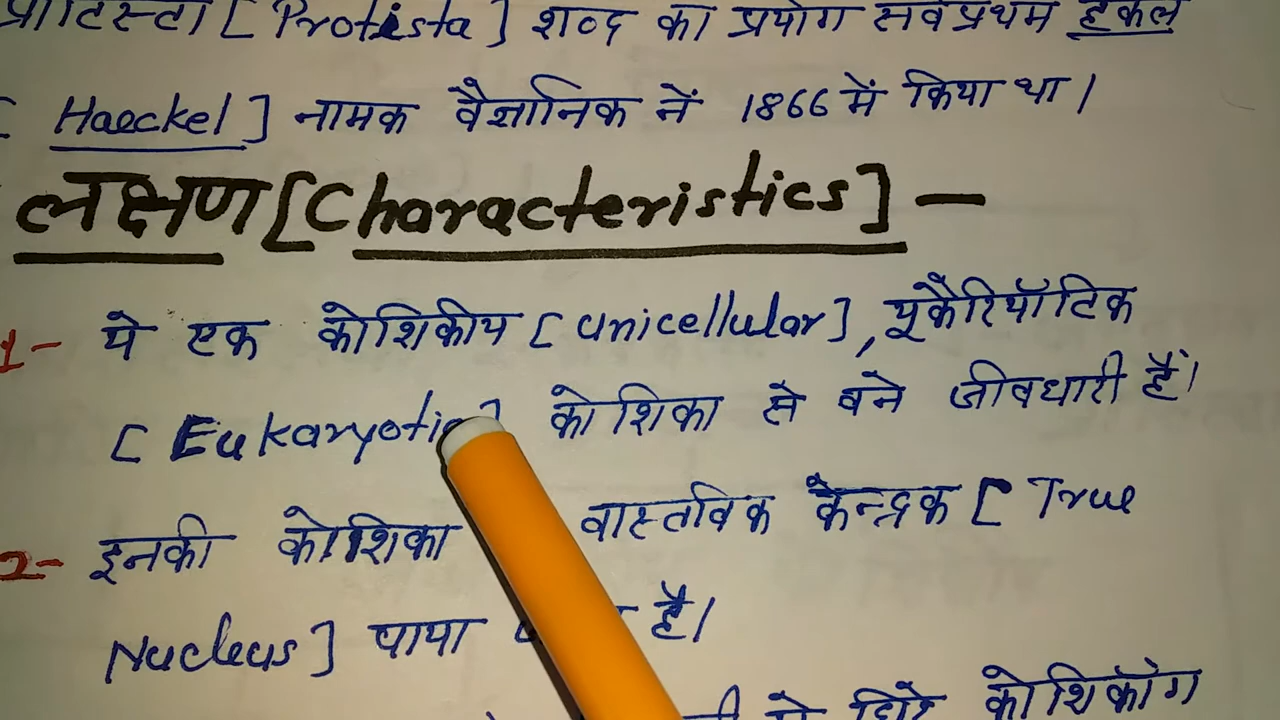 प्रोटिस्टा [ Protista ] शब्द का प्रयोग सर्वप्रथम हैकल
[ Haeckel ] नामक वैज्ञानिक नें 1866 में किया था।
लक्षण [Characteristics] —
1- ये एक कोशिकीय [ unicellular ], यूकैरियॉटिक
[ Eukaryotic] कोशिका से बने जीवधारी हैं।
2- इनकी कोशिका वास्तविक केन्द्रक [ True
Nucleus ] पाया है।
से घिरे कोशिकॉंग